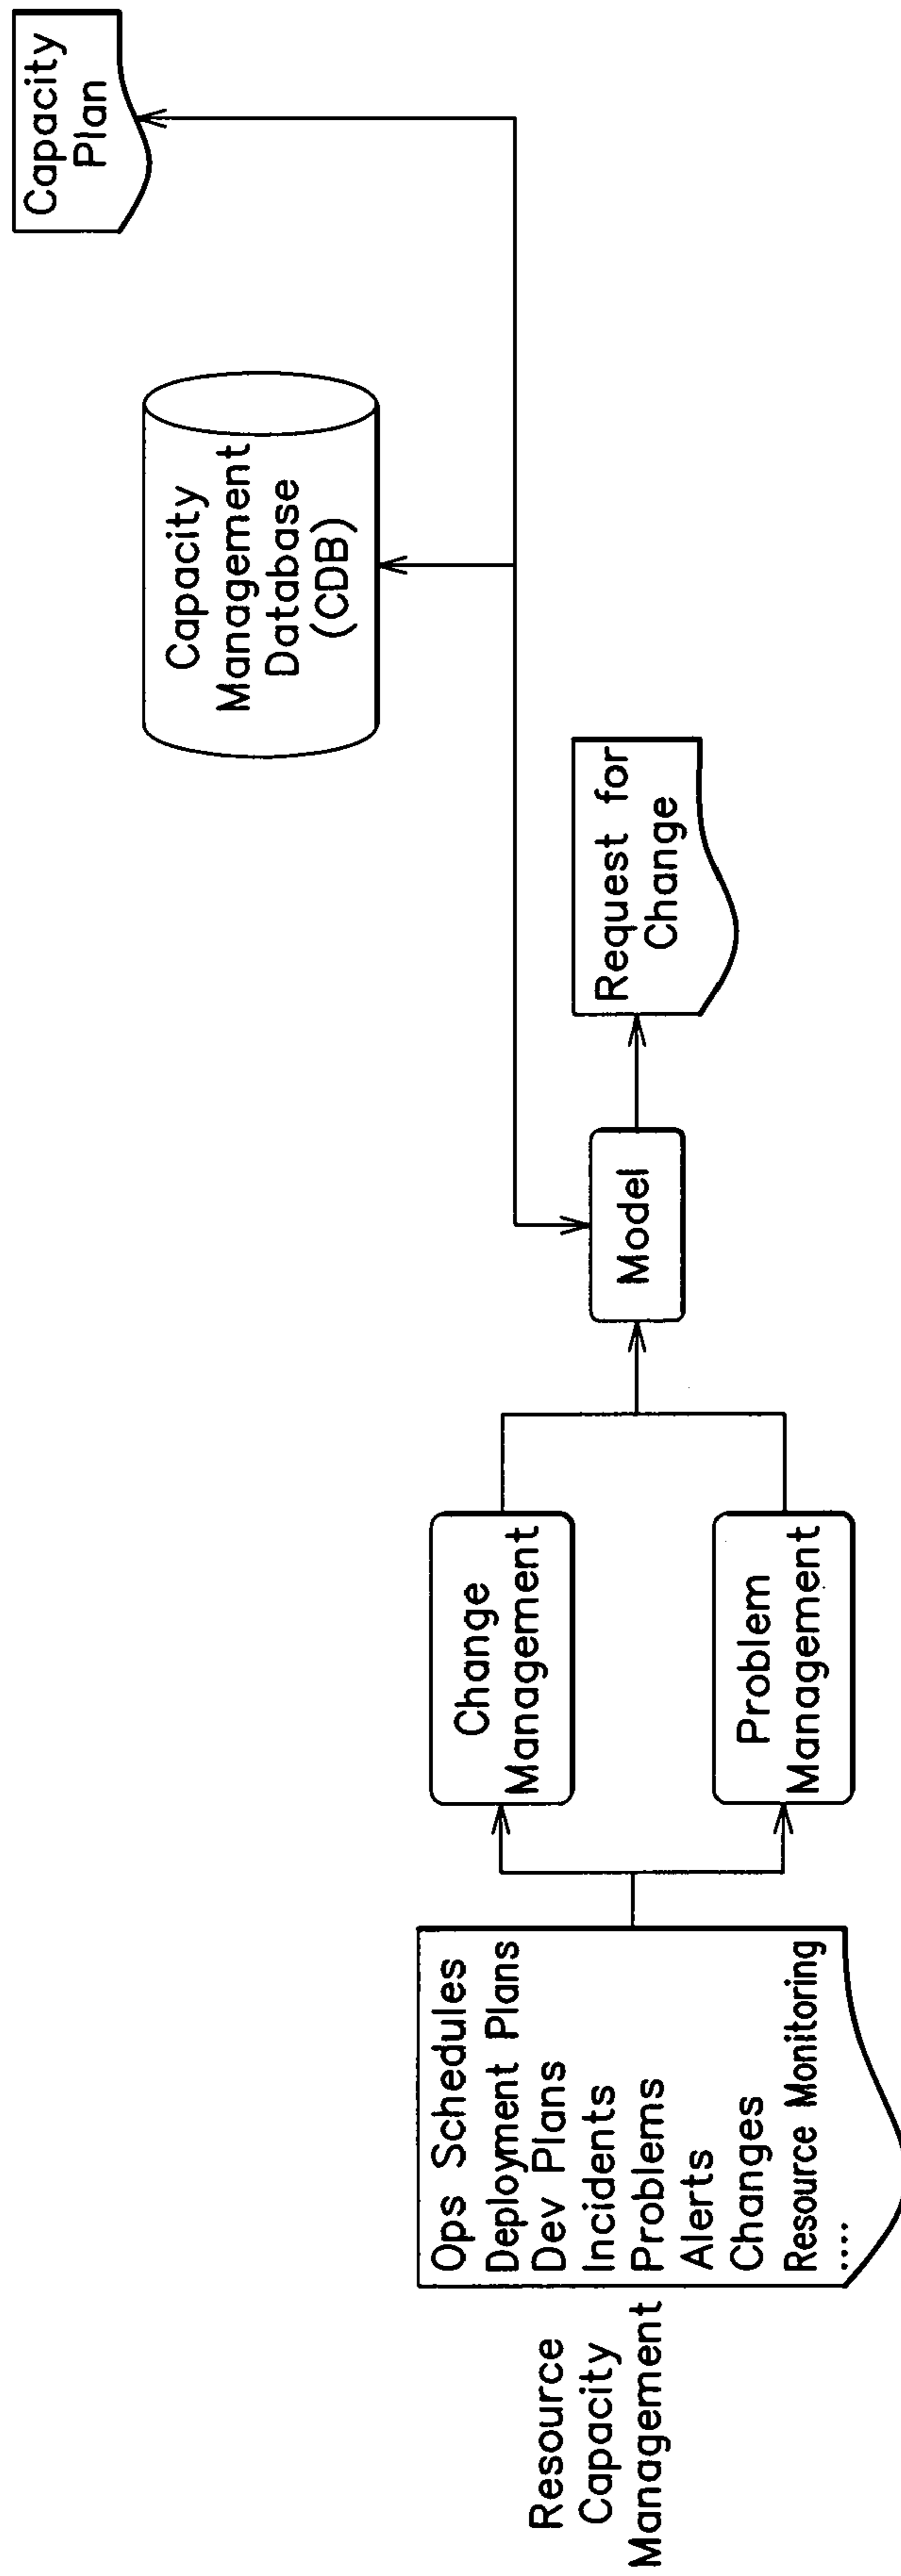 Resource
Capacity
Management
Ops Schedules
Deployment Plans
Dev Plans
Incidents
Problems
Alerts
Changes
Resource Monitoring
....
Change
Management
Problem
Management
Model
Request for
Change
Capacity
Management
Database
(CDB)
Capacity
Plan